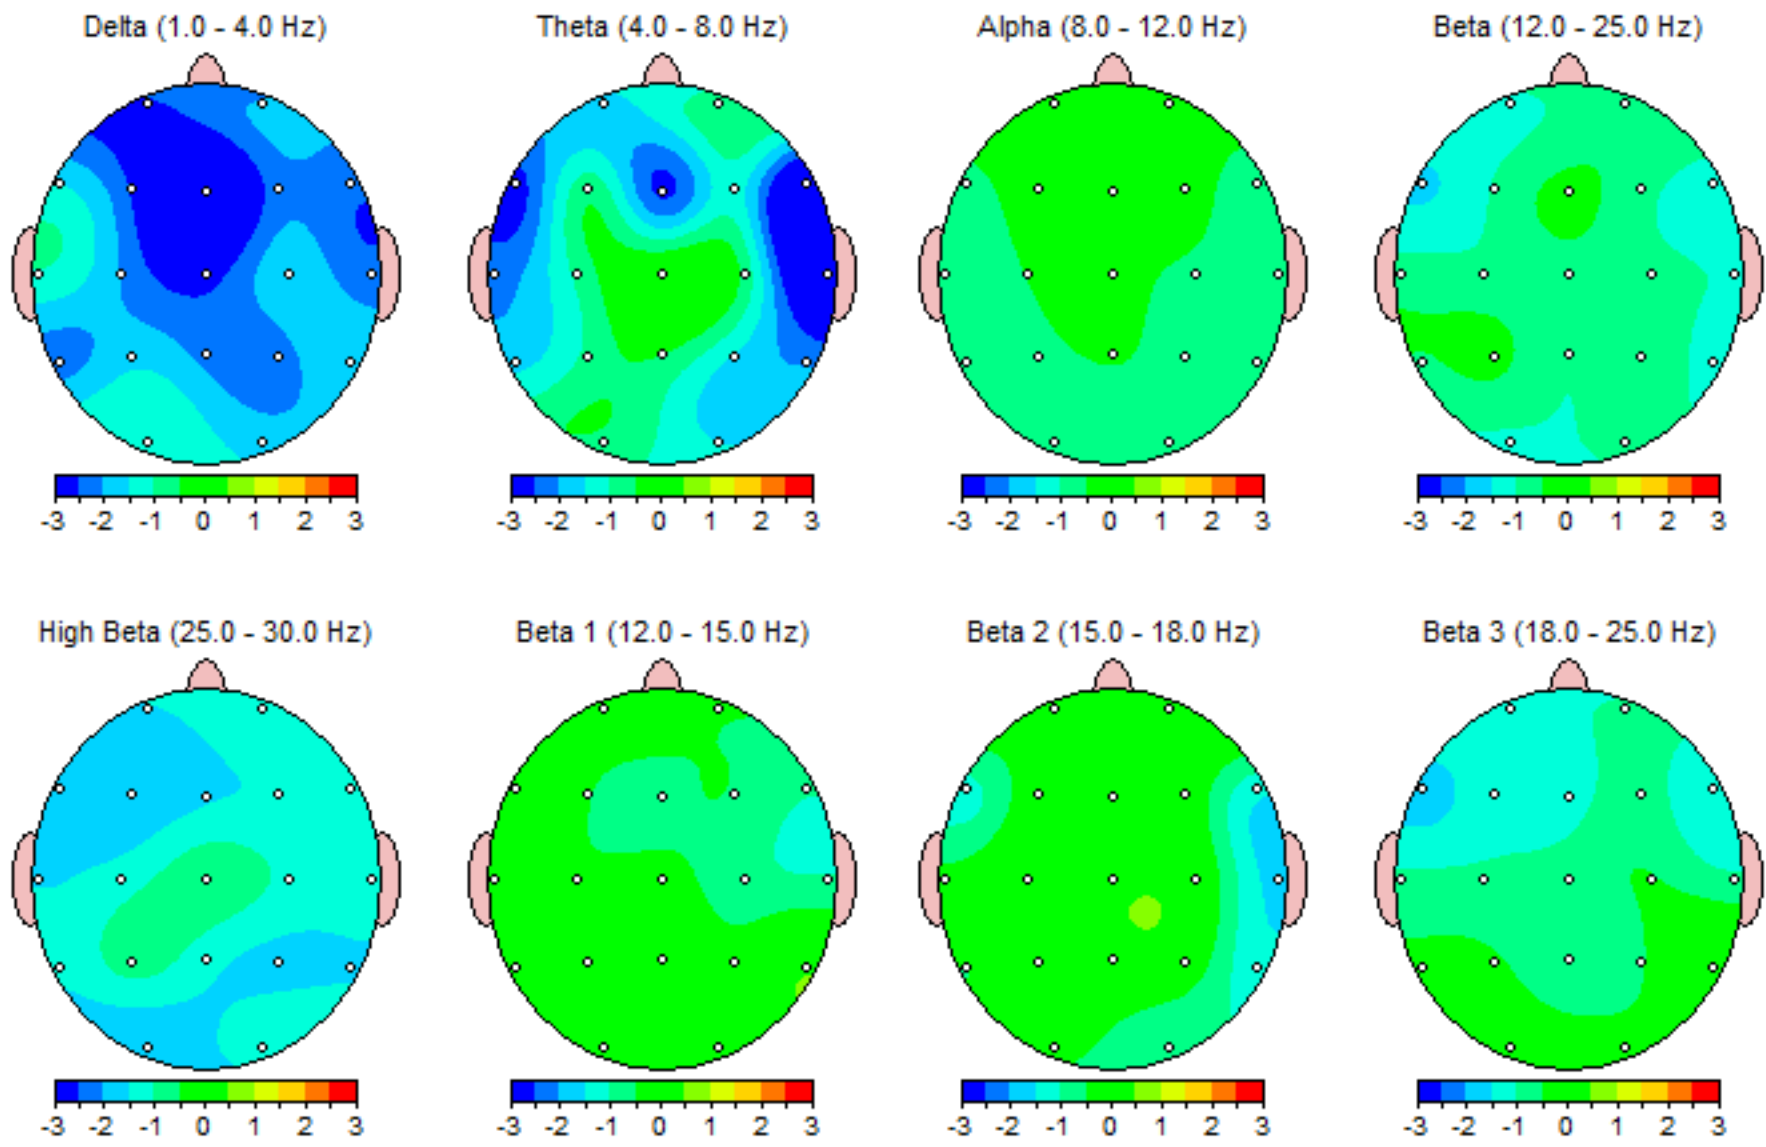 Delta (1.0 - 4.0 Hz) Theta (4.0 - 8.0 Hz) Alpha (8.0 - 12.0 Hz) Beta (12.0 - 25.0 Hz)
-3 -2 -1 0 1 2 3 -3 -2 -1 0 1 2 3 -3 -2 -1 0 1 2 3 -3 -2 -1 0 1 2 3
High Beta (25.0 - 30.0 Hz) Beta 1 (12.0 - 15.0 Hz) Beta 2 (15.0 - 18.0 Hz) Beta 3 (18.0 - 25.0 Hz)
-3 -2 -1 0 1 2 3 -3 -2 -1 0 1 2 3 -3 -2 -1 0 1 2 3 -3 -2 -1 0 1 2 3